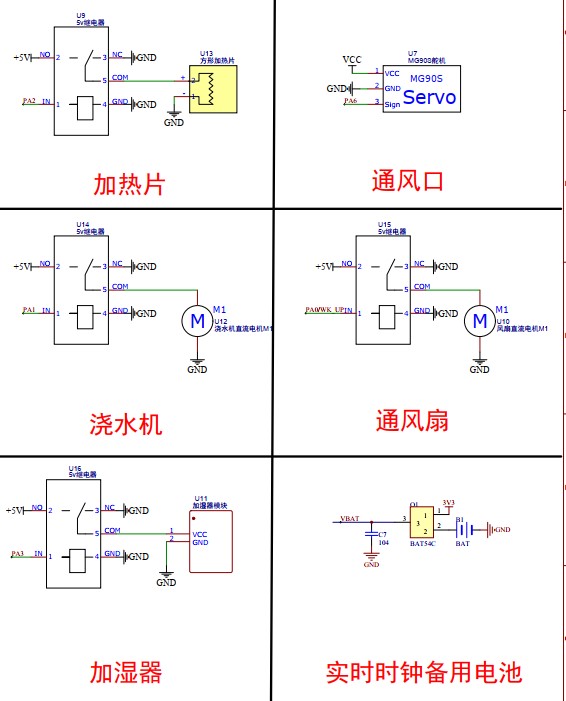 U9
5v继电器
+5V NO 2 3 NC GND
5 COM
PA2 IN 1 4 GND GND
U13
方形加热片
+ 2
- 1
GND
加热片
U7
MG90S舵机
VCC 1 VCC
GND 2 GND
PA6 3 Sign
MG90S
Servo
通风口
U14
5v继电器
+5V NO 2 3 NC GND
5 COM
PA1 IN 1 4 GND GND
M
M1
U12
浇水机直流电机M1
GND
浇水机
U15
5v继电器
+5V NO 2 3 NC GND
5 COM
PA0/WK_UP IN 1 4 GND GND
M
M1
U10
风扇直流电机M1
GND
通风扇
U16
5v继电器
+5V NO 2 3 NC GND
5 COM
PA3 IN 1 4 GND GND
U11
加湿器模块
1 VCC
2 GND
GND
加湿器
VBAT
C7
104
GND
3 3 1 2
BAT54C
1 3V3
2 B1
BAT
GND
实时时钟备用电池